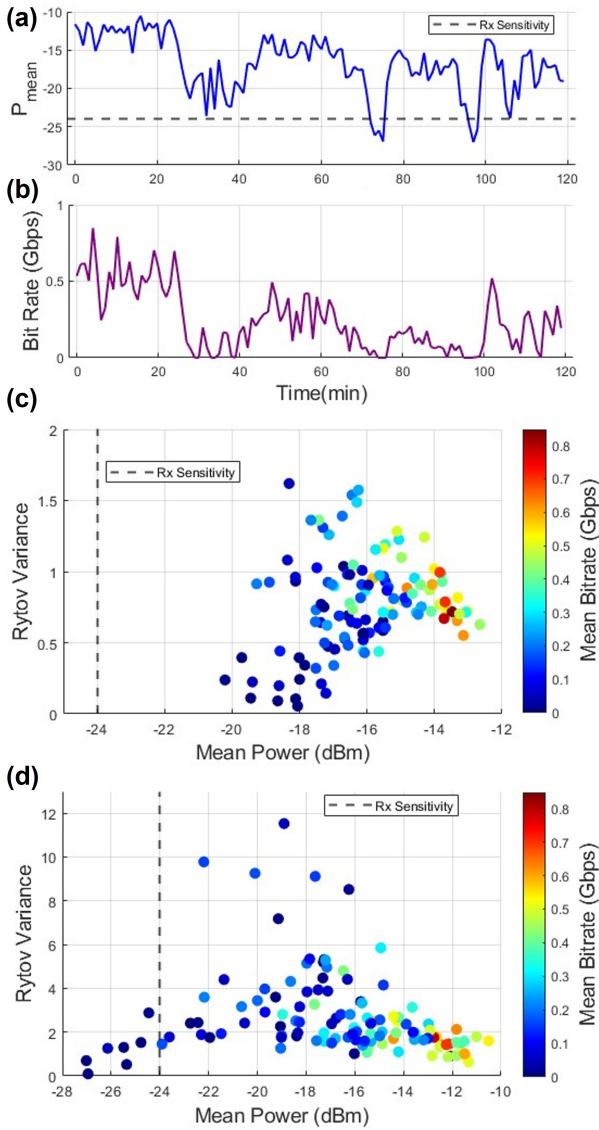 (a)
-10
-15
-20
-25
-30
P mean
Rx Sensitivity
0 20 40 60 80 100 120
(b)
1
0.5
0
Bit Rate (Gbps)
0 20 40 60 80 100 120
Time(min)
(c)
2
1.5
1
0.5
0
Rytov Variance
Rx Sensitivity
-24 -22 -20 -18 -16 -14 -12
Mean Power (dBm)
0.8
0.7
0.6
0.5
0.4
0.3
0.2
0.1
0
Mean Bitrate (Gbps)
(d)
12
10
8
6
4
2
0
Rytov Variance
Rx Sensitivity
-28 -26 -24 -22 -20 -18 -16 -14 -12 -10
Mean Power (dBm)
0.8
0.7
0.6
0.5
0.4
0.3
0.2
0.1
0
Mean Bitrate (Gbps)